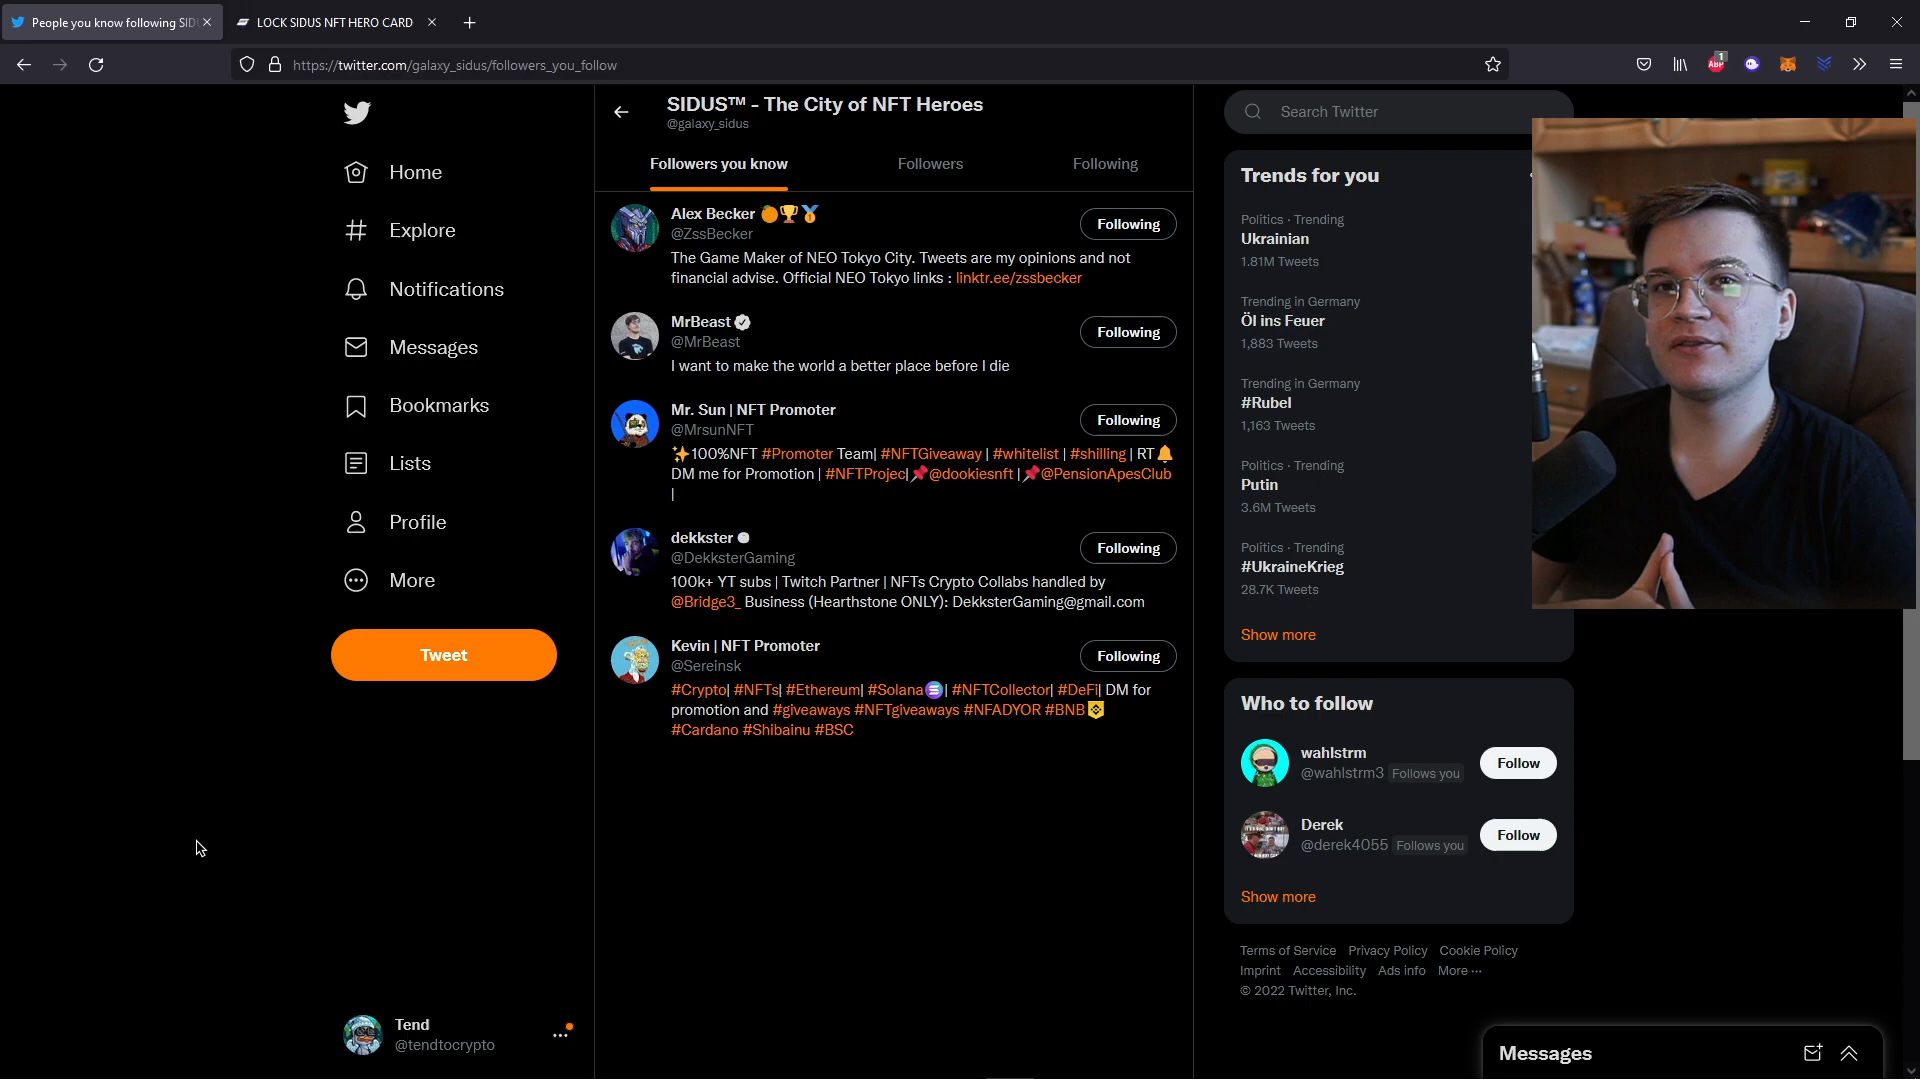 People you know following SID
LOCK SIDUS NFT HERO CARD
https://twitter.com/galaxy_sidus/followers_you_follow
1
ABP
Home
Explore
Notifications
Messages
Bookmarks
Lists
Profile
More
Tweet
Tend
@tendtocrypto
SIDUS™ - The City of NFT Heroes
@galaxy_sidus
Followers you know
Followers
Following
Alex Becker 🍊🏆🥇
@ZssBecker
Following
The Game Maker of NEO Tokyo City. Tweets are my opinions and not
financial advise. Official NEO Tokyo links : linktr.ee/zssbecker
MrBeast
@MrBeast
Following
I want to make the world a better place before I die
Mr. Sun | NFT Promoter
@MrsunNFT
Following
✨100%NFT #Promoter Team| #NFTGiveaway | #whitelist | #shilling | RT🔔
DM me for Promotion | #NFTProjec|📌@dookiesnft |📌@PensionApesClub
|
dekkster
@DekksterGaming
Following
100k+ YT subs | Twitch Partner | NFTs Crypto Collabs handled by
@Bridge3_ Business (Hearthstone ONLY): DekksterGaming@gmail.com
Kevin | NFT Promoter
@Sereinsk
Following
#Crypto| #NFTs| #Ethereum| #Solana | #NFTCollector| #DeFi| DM for
promotion and #giveaways #NFTgiveaways #NFADYOR #BNB
#Cardano #Shibainu #BSC
Search Twitter
Trends for you
Politics · Trending
Ukrainian
1.81M Tweets
Trending in Germany
Öl ins Feuer
1,883 Tweets
Trending in Germany
#Rubel
1,163 Tweets
Politics · Trending
Putin
3.6M Tweets
Politics · Trending
#UkraineKrieg
28.7K Tweets
Show more
Who to follow
wahlstrm
@wahlstrm3 Follows you
Follow
Derek
@derek4055 Follows you
Follow
Show more
Terms of Service Privacy Policy Cookie Policy
Imprint Accessibility Ads info More ···
© 2022 Twitter, Inc.
Messages